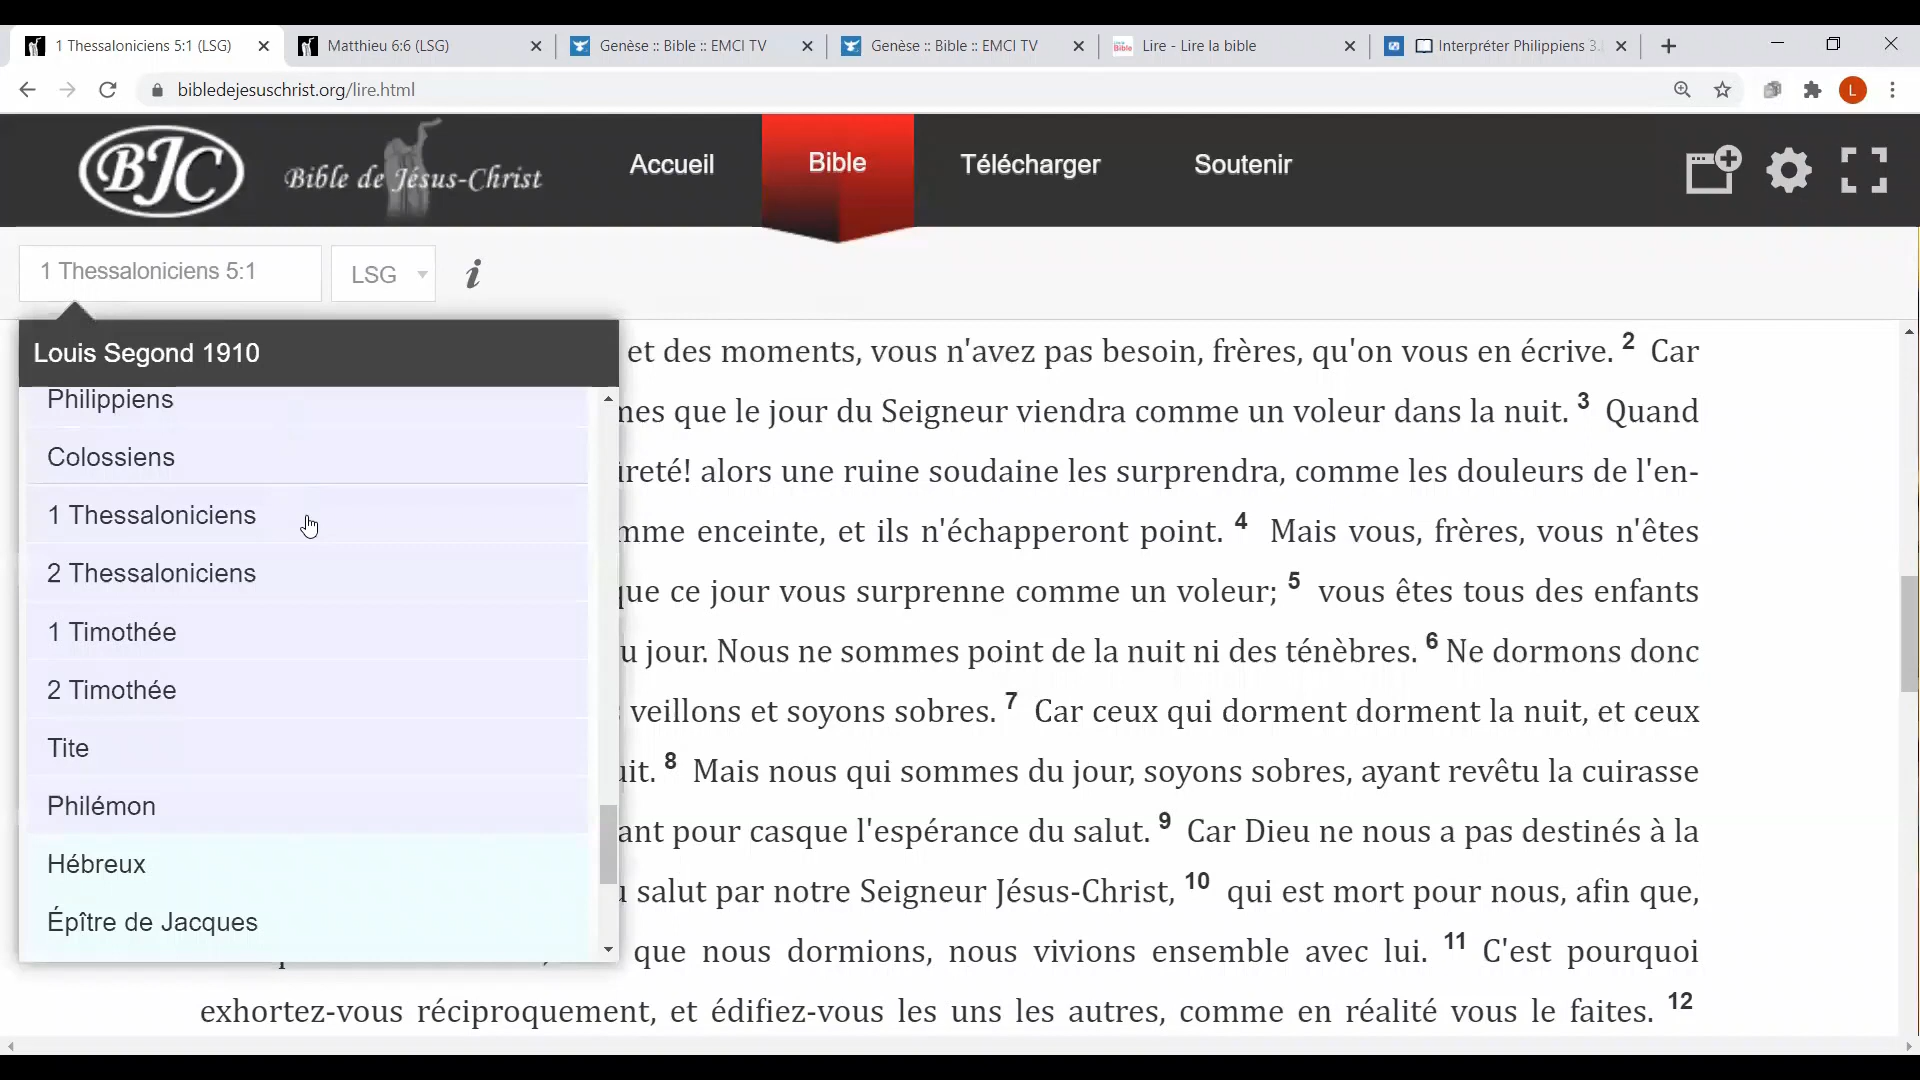 1 Thessaloniciens 5:1 (LSG)
Matthieu 6:6 (LSG)
Genèse :: Bible :: EMCI TV
Genèse :: Bible :: EMCI TV
Lire - Lire la bible
Interpréter Philippiens 3.
bibledejesuschrist.org/lire.html
L
BJC
Bible de Jésus-Christ
Accueil
Bible
Télécharger
Soutenir
1 Thessaloniciens 5:1
LSG
i
Louis Segond 1910
Philippiens
Colossiens
1 Thessaloniciens
2 Thessaloniciens
1 Timothée
2 Timothée
Tite
Philémon
Hébreux
Épître de Jacques
et des moments, vous n'avez pas besoin, frères, qu'on vous en écrive. 2 Car
mes que le jour du Seigneur viendra comme un voleur dans la nuit. 3 Quand
ûreté! alors une ruine soudaine les surprendra, comme les douleurs de l'en-
mme enceinte, et ils n'échapperont point. 4 Mais vous, frères, vous n'êtes
que ce jour vous surprenne comme un voleur; 5 vous êtes tous des enfants
u jour. Nous ne sommes point de la nuit ni des ténèbres. 6 Ne dormons donc
veillons et soyons sobres. 7 Car ceux qui dorment dorment la nuit, et ceux
uit. 8 Mais nous qui sommes du jour, soyons sobres, ayant revêtu la cuirasse
ant pour casque l'espérance du salut. 9 Car Dieu ne nous a pas destinés à la
salut par notre Seigneur Jésus-Christ, 10 qui est mort pour nous, afin que,
que nous dormions, nous vivions ensemble avec lui. 11 C'est pourquoi
exhortez-vous réciproquement, et édifiez-vous les uns les autres, comme en réalité vous le faites. 12